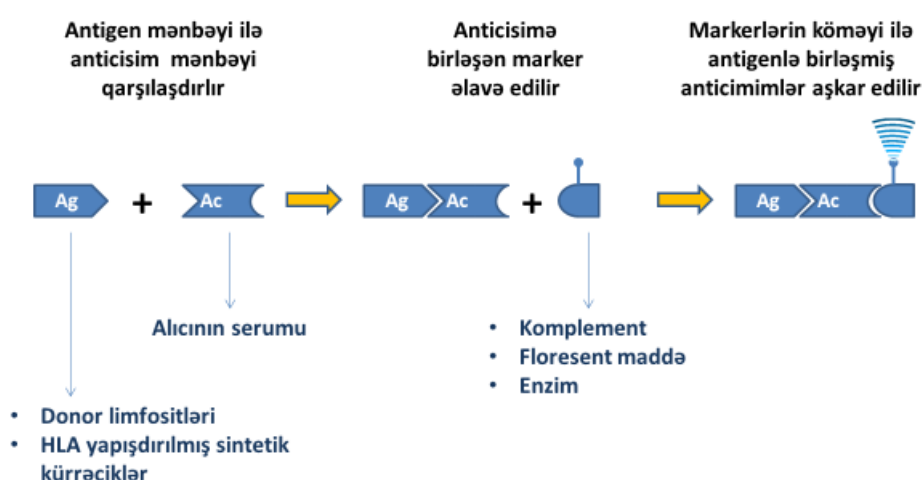 Antigen mənbəyi ilə
anticisim mənbəyi
qarşılaşdırlır
Anticisimə
birləşən marker
əlavə edilir
Markerlərin köməyi ilə
antigenlə birləşmiş
anticimimlər aşkar edilir
Ag + Ac Ag Ac + Ag Ac
Alıcının serumu
• Komplement
• Floresent maddə
• Enzim
• Donor limfositləri
• HLA yapışdırılmış sintetik
kürrəciklər